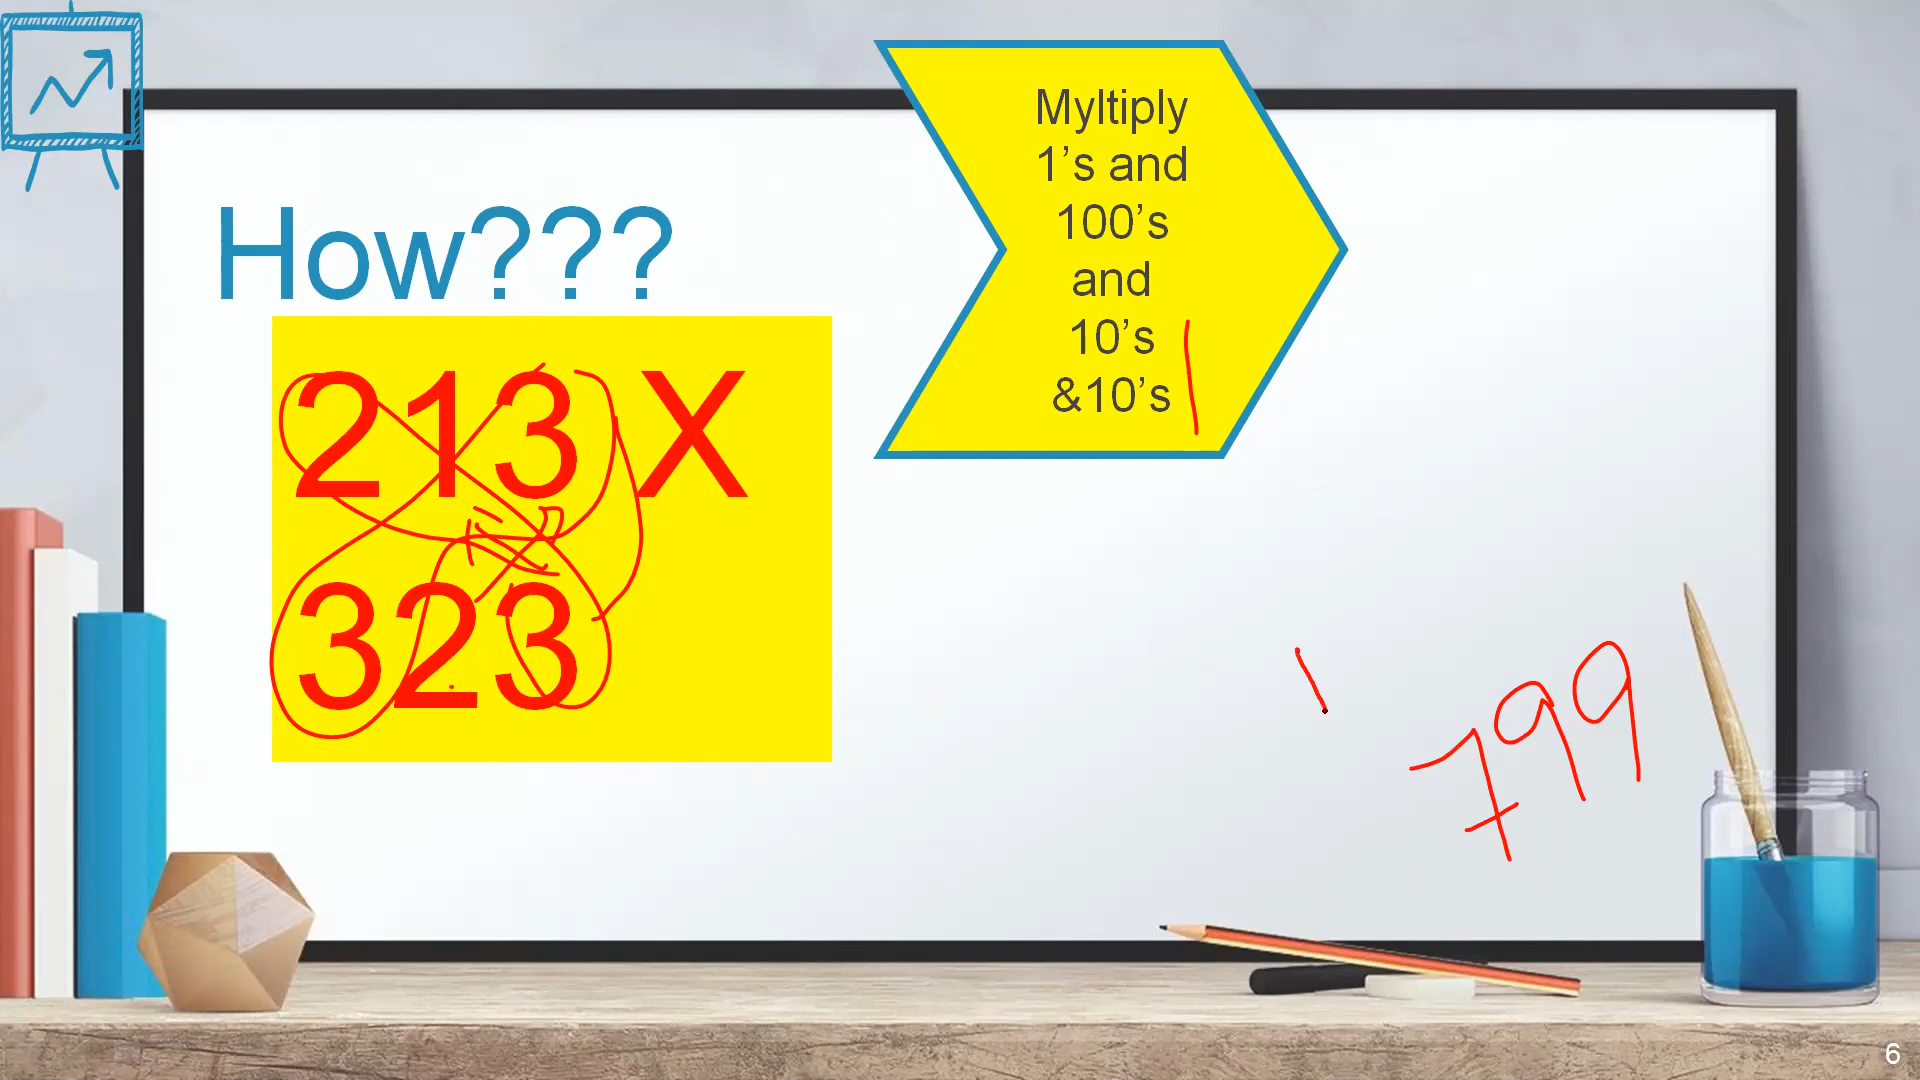 How???
213 X
323
Myltiply
1’s and
100’s
and
10’s
&10’s
799
6